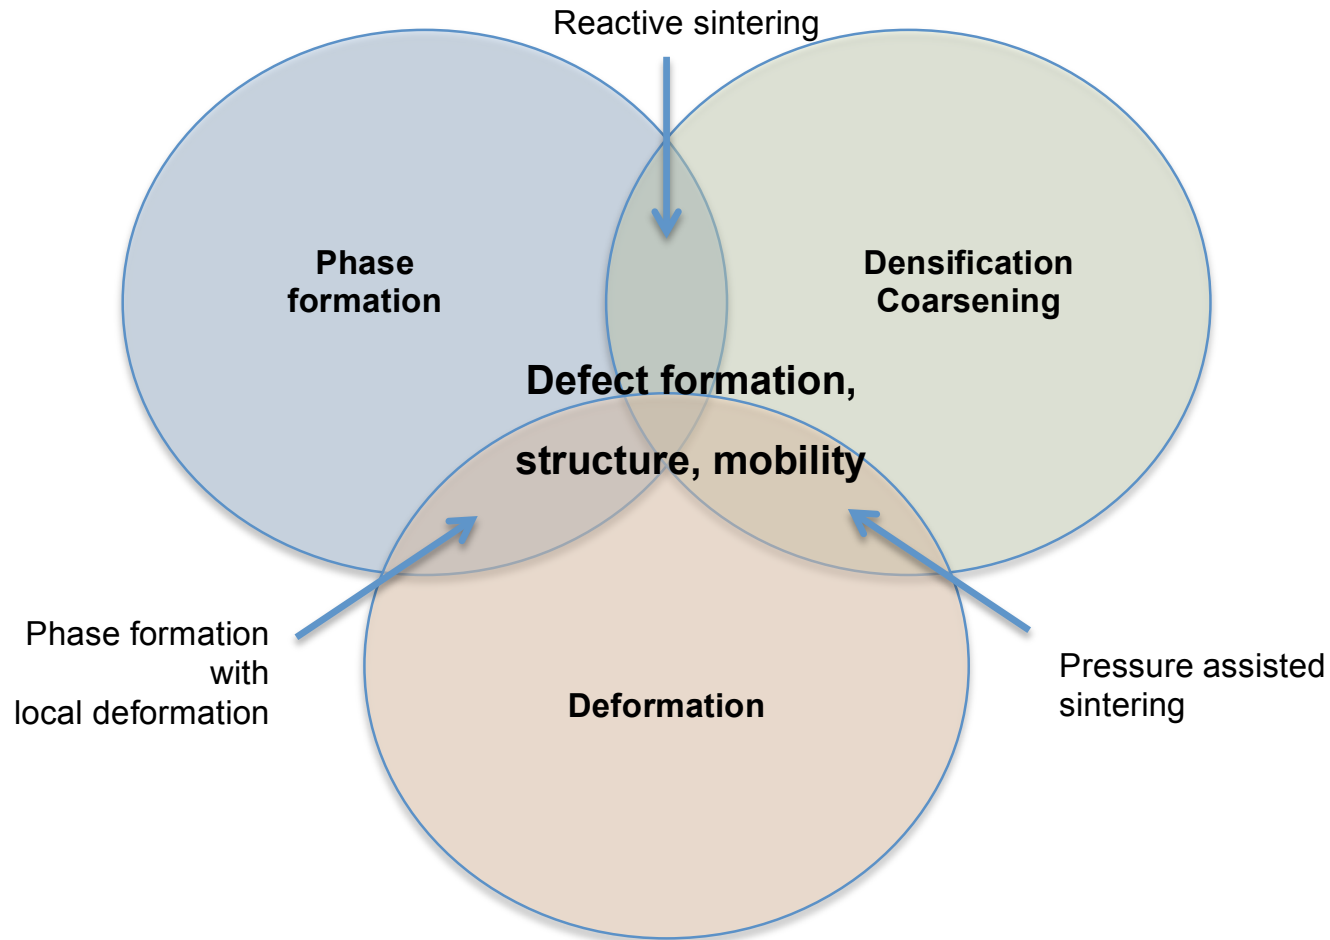 Reactive sintering
Phase
formation
Densification
Coarsening
Defect formation,
structure, mobility
Phase formation
with
local deformation
Pressure assisted
sintering
Deformation